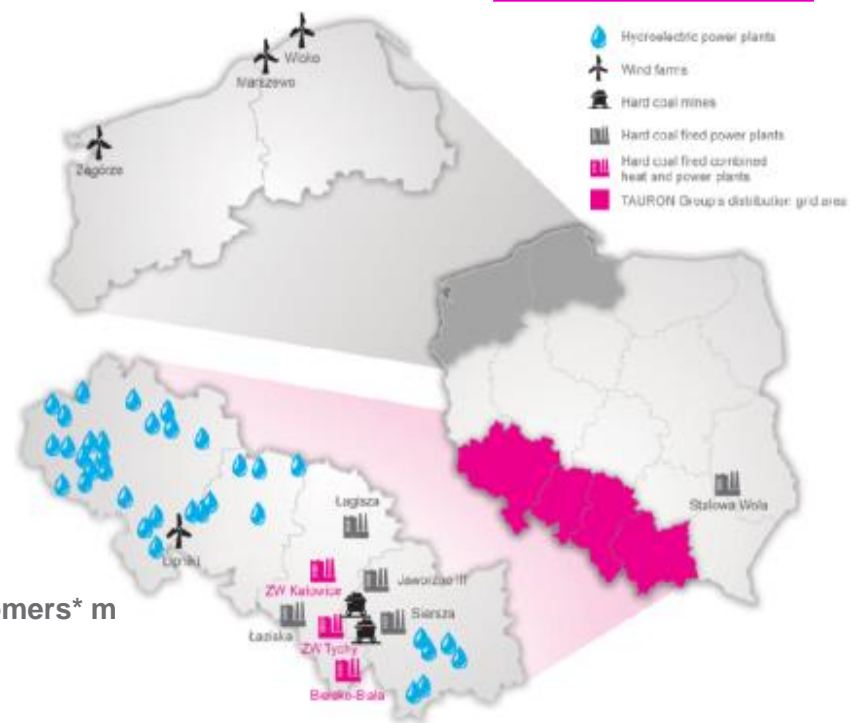 Hydroelectric power plants
Wind farms
Hard coal mines
Hard coal fired power plants
Hard coal fired combined
heat and power plants
TAURON Group's distribution grid area
Wicko
Marszewo
Zagórze
Stalowa Wola
Łagisza
ZW Katowice
Jaworzno III
Lipniki
Łaziska
Siersza
ZW Tychy
Bielsko-Biała
omers* m